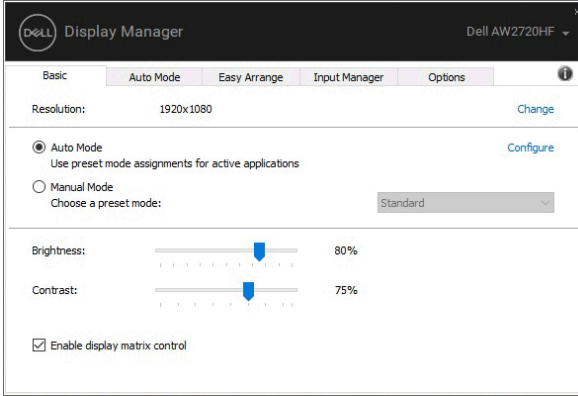 DELL Display Manager Dell AW2720HF
Basic Auto Mode Easy Arrange Input Manager Options
Resolution: 1920x1080 Change
Auto Mode Configure
Use preset mode assignments for active applications
Manual Mode
Choose a preset mode: Standard
Brightness: 80%
Contrast: 75%
Enable display matrix control